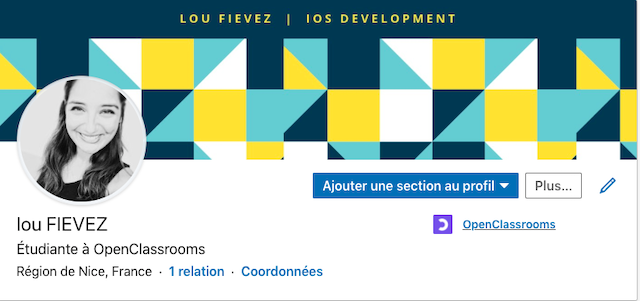 LOU FIEVEZ | IOS DEVELOPMENT
Ajouter une section au profil
Plus...
lou FIEVEZ
OpenClassrooms
Étudiante à OpenClassrooms
Région de Nice, France · 1 relation · Coordonnées